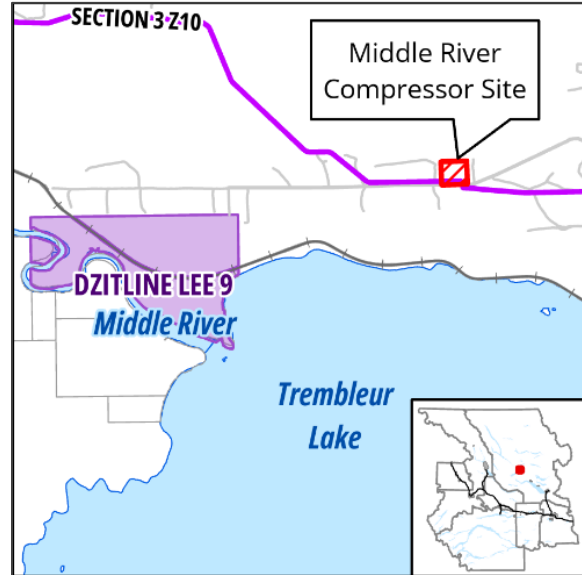 SECTION 3 Z10
Middle River
Compressor Site
DZITLINE LEE 9
Middle River
Trembleur
Lake